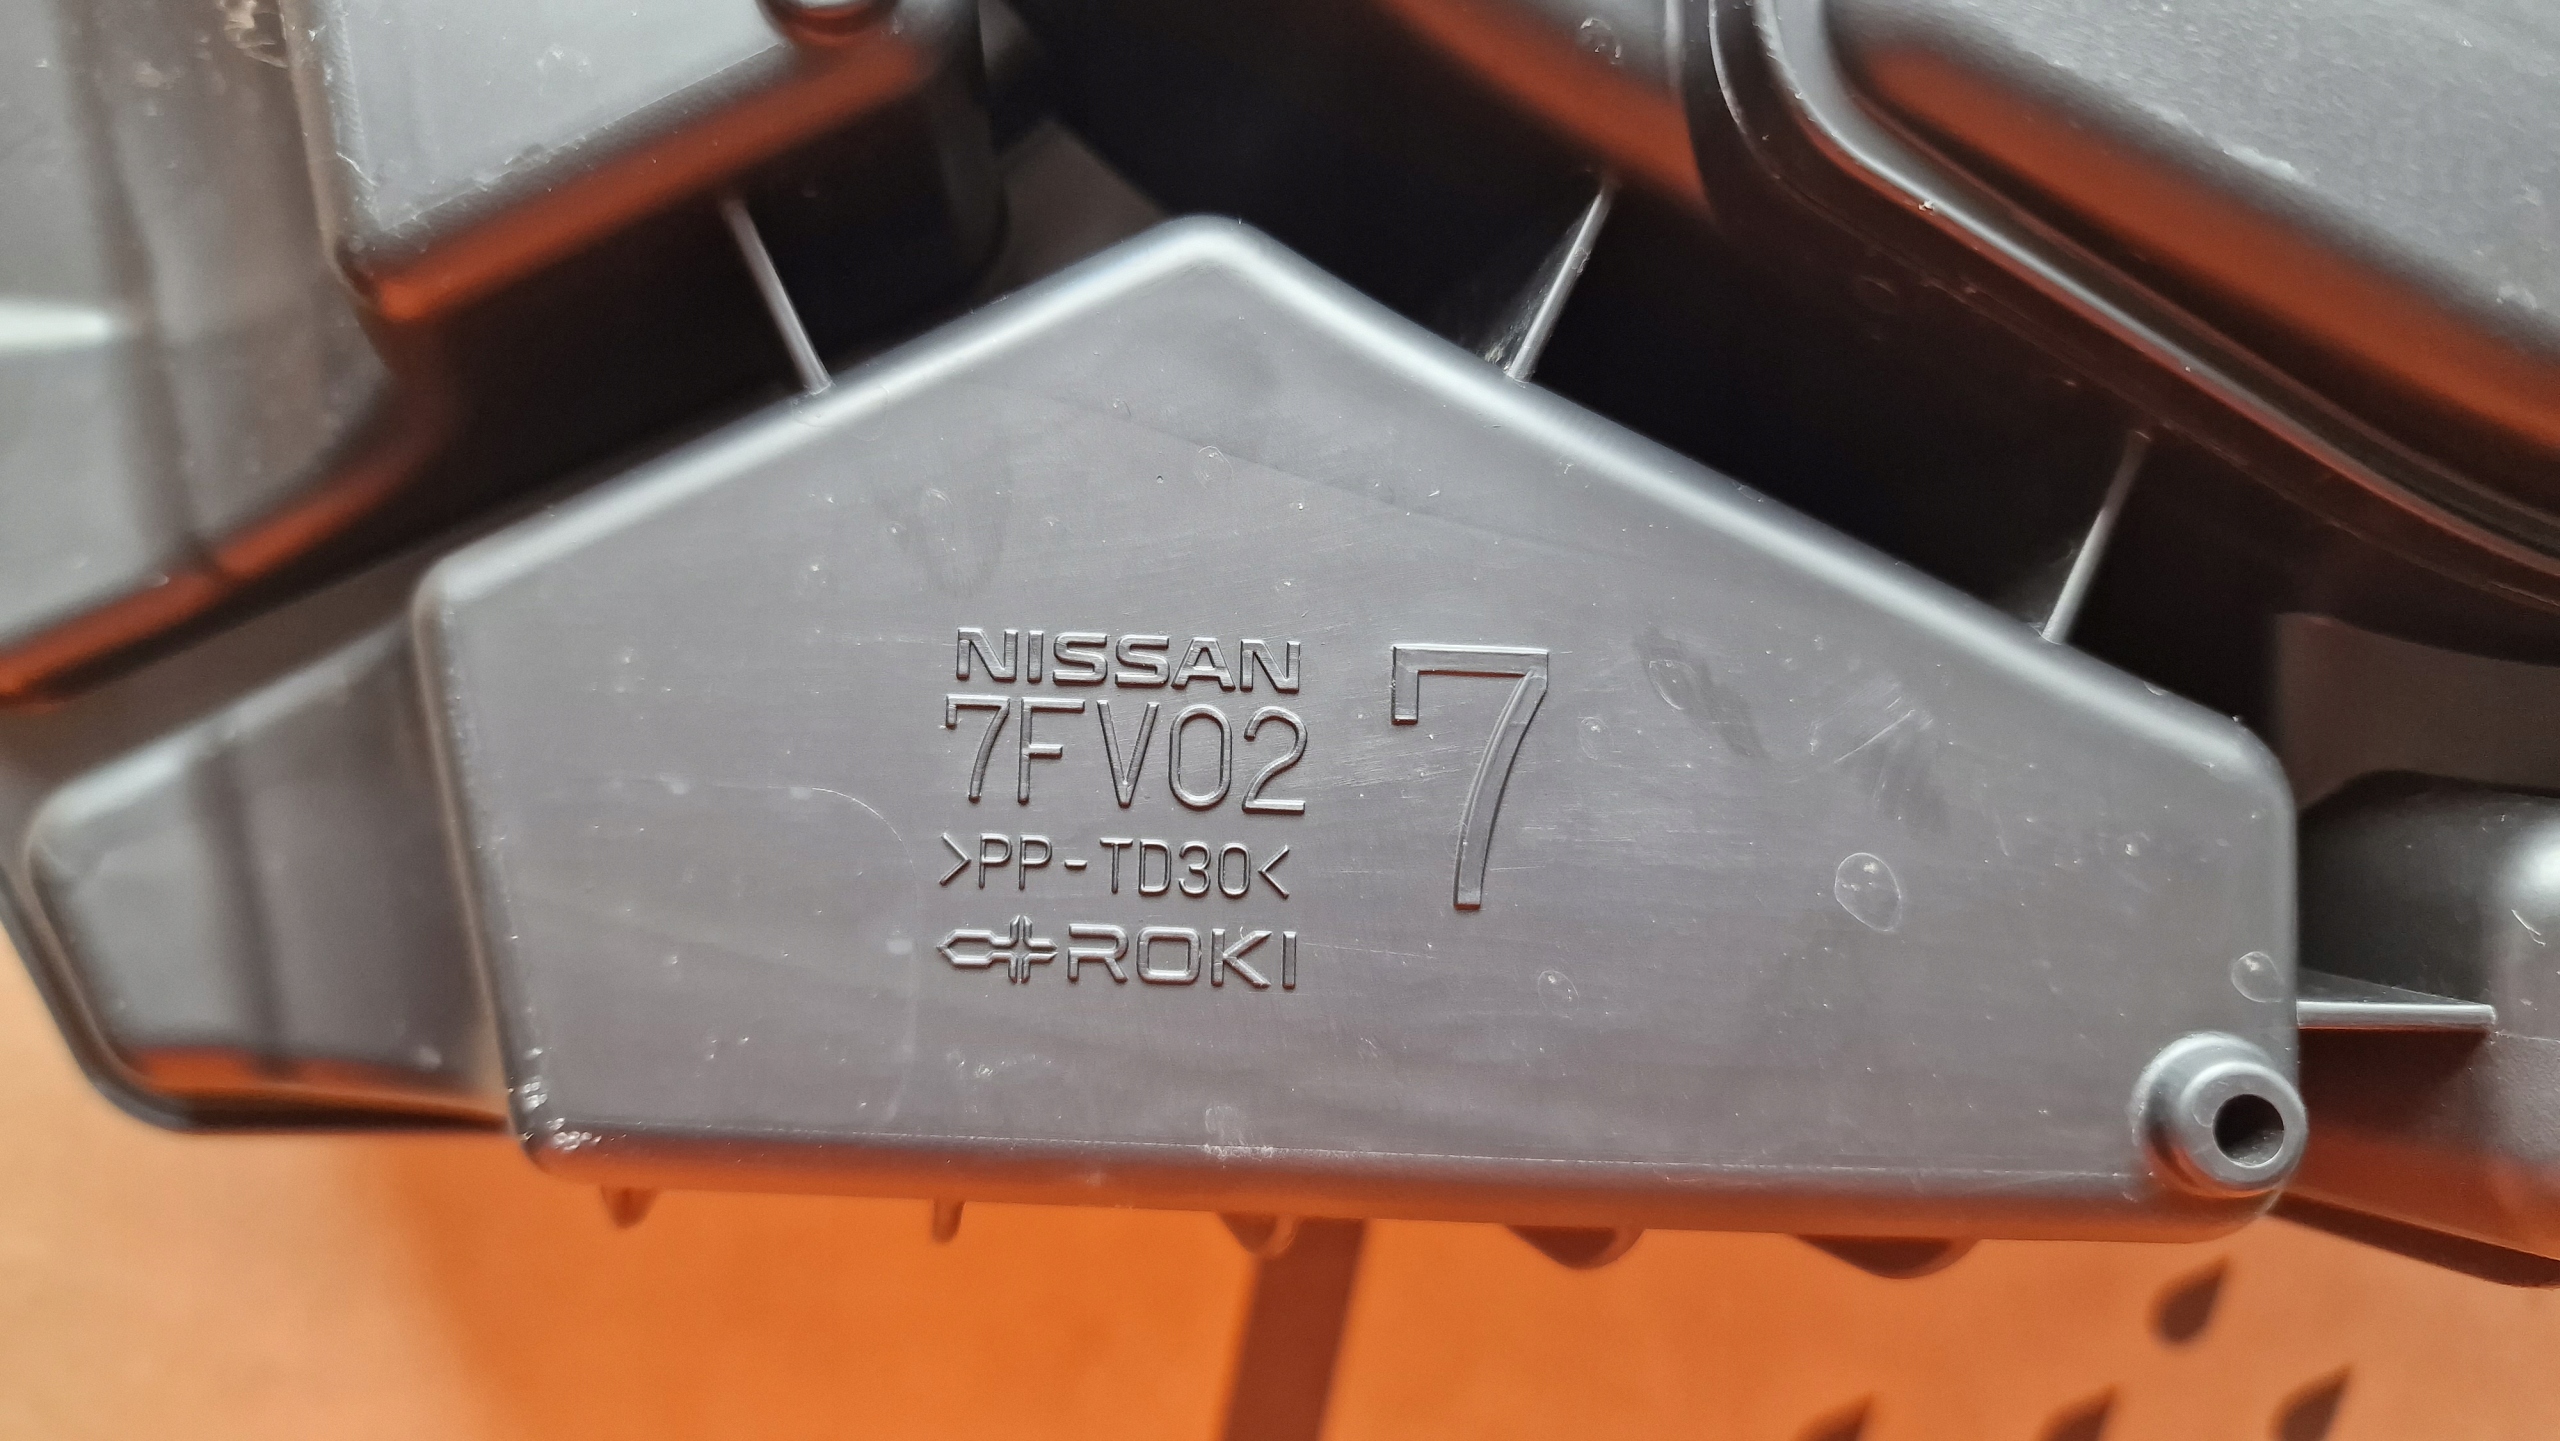 NISSAN
7FV02
>PP-TD30<
ROKI
7